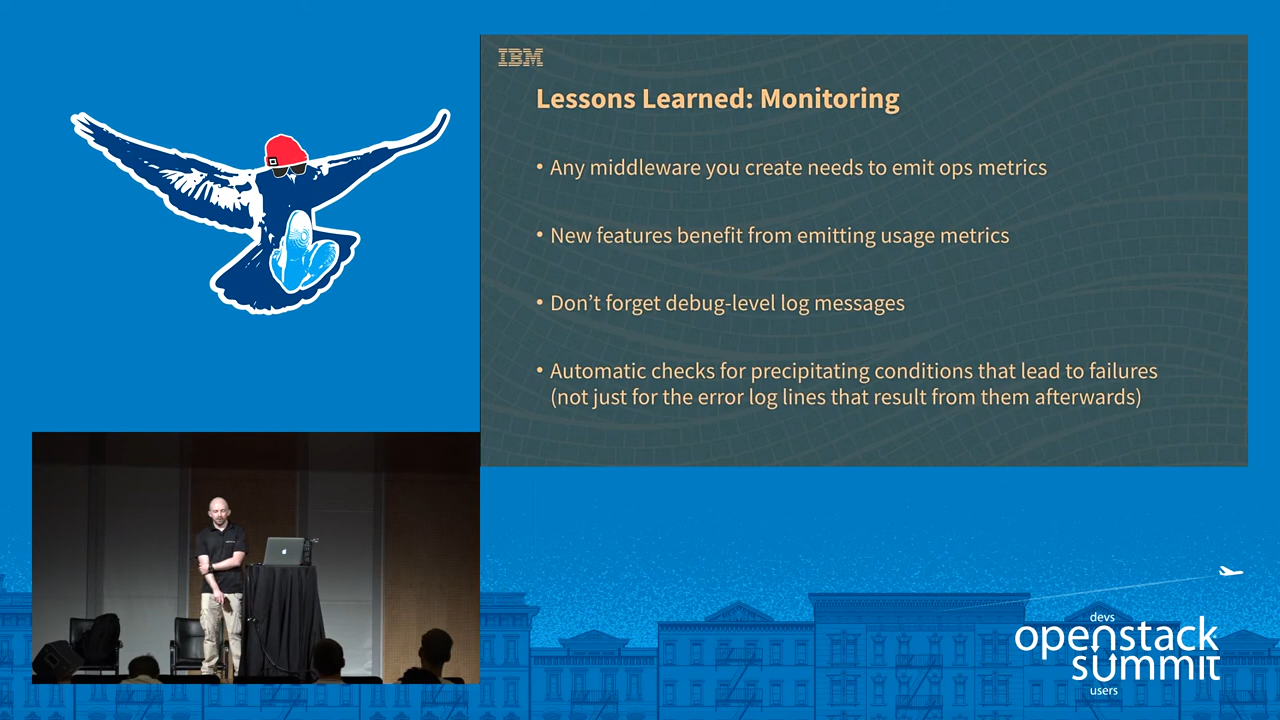 IBM
Lessons Learned: Monitoring
• Any middleware you create needs to emit ops metrics
• New features benefit from emitting usage metrics
• Don’t forget debug-level log messages
• Automatic checks for precipitating conditions that lead to failures
(not just for the error log lines that result from them afterwards)
devs
openstack
summit
users